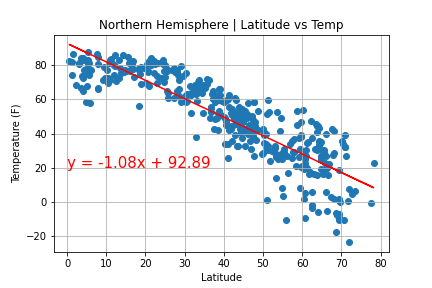 Northern Hemisphere | Latitude vs Temp
Temperature (F)
80
60
40
20
0
−20
y = -1.08x + 92.89
0 10 20 30 40 50 60 70 80
Latitude